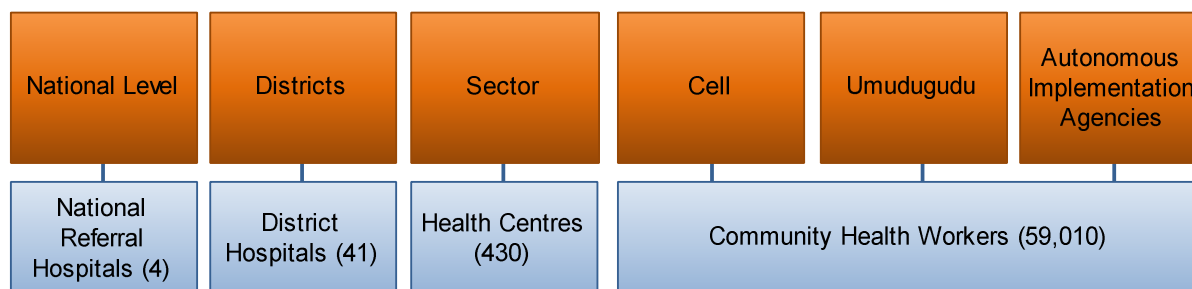 National Level
Districts
Sector
Cell
Umudugudu
Autonomous
Implementation
Agencies
National
Referral
Hospitals (4)
District
Hospitals (41)
Health Centres
(430)
Community Health Workers (59,010)